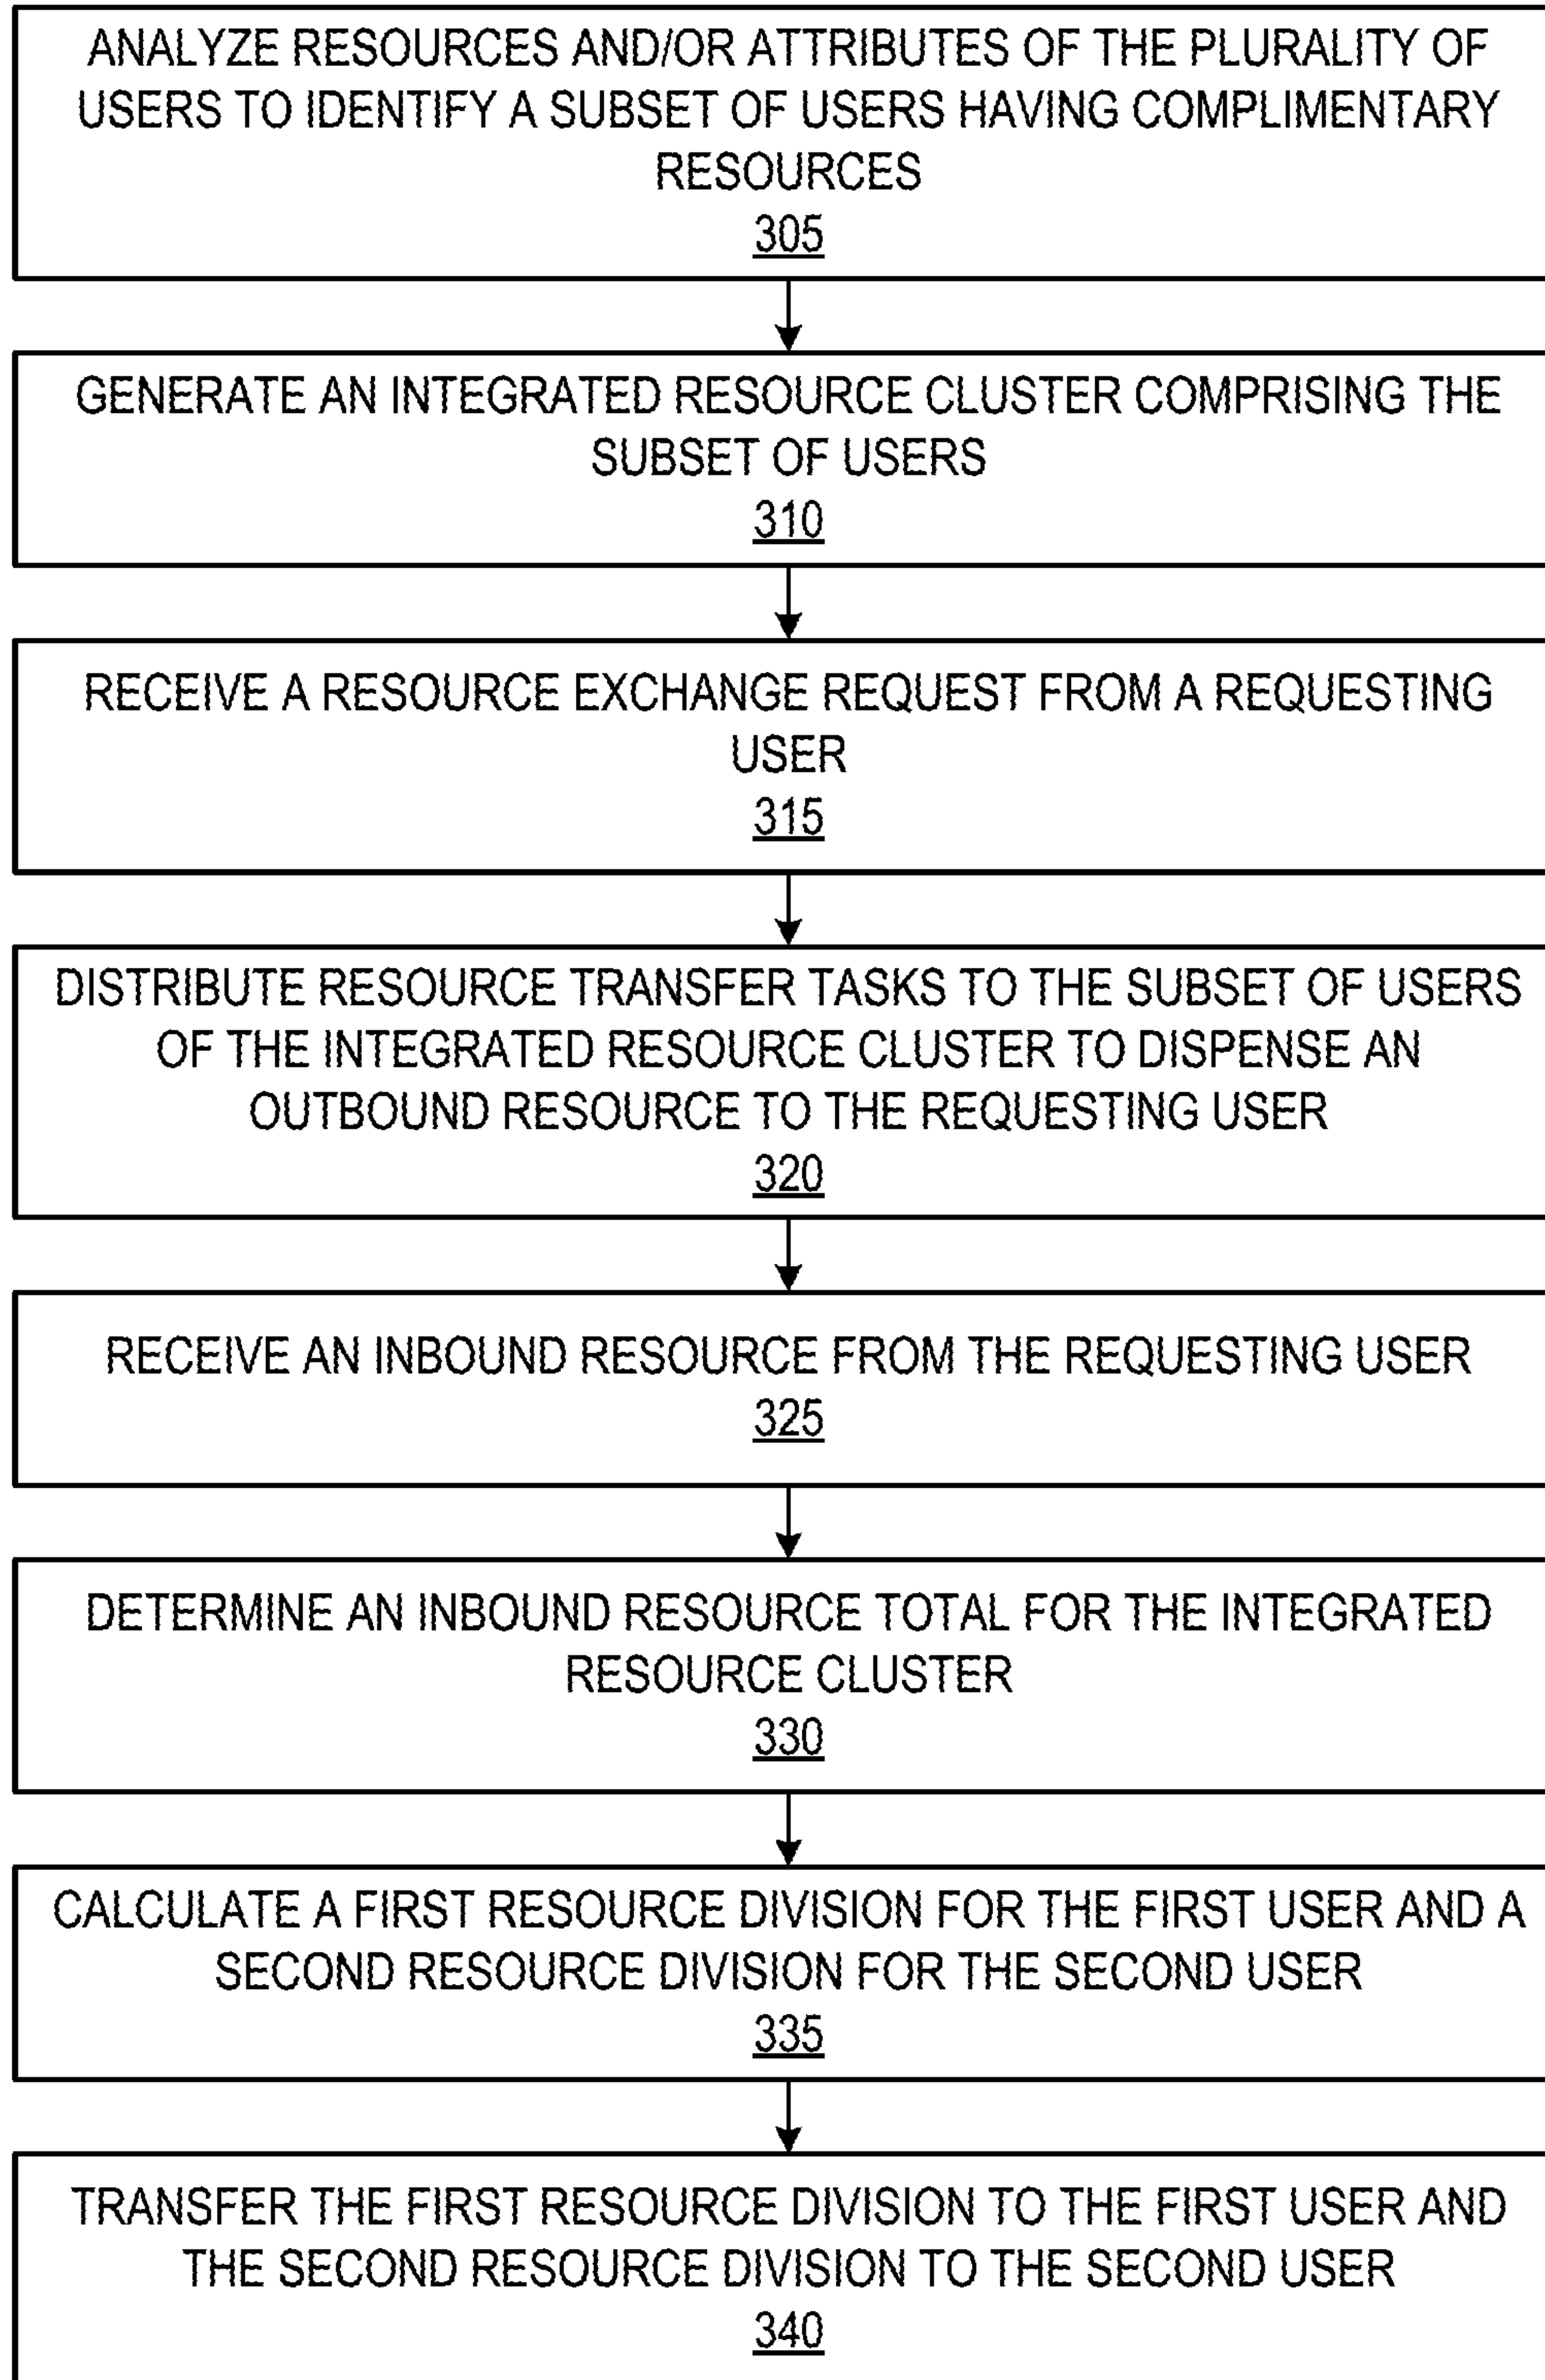 ANALYZE RESOURCES AND/OR ATTRIBUTES OF THE PLURALITY OF
USERS TO IDENTIFY A SUBSET OF USERS HAVING COMPLIMENTARY
RESOURCES
305
GENERATE AN INTEGRATED RESOURCE CLUSTER COMPRISING THE
SUBSET OF USERS
310
RECEIVE A RESOURCE EXCHANGE REQUEST FROM A REQUESTING
USER
315
DISTRIBUTE RESOURCE TRANSFER TASKS TO THE SUBSET OF USERS
OF THE INTEGRATED RESOURCE CLUSTER TO DISPENSE AN
OUTBOUND RESOURCE TO THE REQUESTING USER
320
RECEIVE AN INBOUND RESOURCE FROM THE REQUESTING USER
325
DETERMINE AN INBOUND RESOURCE TOTAL FOR THE INTEGRATED
RESOURCE CLUSTER
330
CALCULATE A FIRST RESOURCE DIVISION FOR THE FIRST USER AND A
SECOND RESOURCE DIVISION FOR THE SECOND USER
335
TRANSFER THE FIRST RESOURCE DIVISION TO THE FIRST USER AND
THE SECOND RESOURCE DIVISION TO THE SECOND USER
340